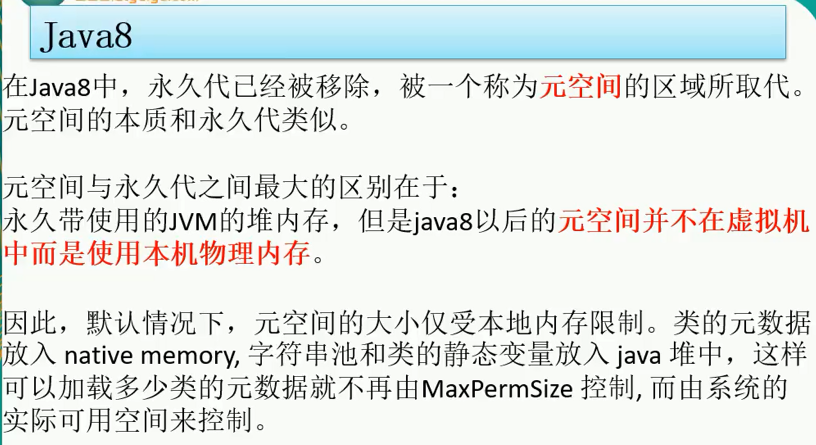 Java8
在Java8中，永久代已经被移除，被一个称为元空间的区域所取代。
元空间的本质和永久代类似。
元空间与永久代之间最大的区别在于：
永久带使用的JVM的堆内存，但是java8以后的元空间并不在虚拟机
中而是使用本机物理内存。
因此，默认情况下，元空间的大小仅受本地内存限制。类的元数据
放入 native memory, 字符串池和类的静态变量放入 java 堆中，这样
可以加载多少类的元数据就不再由MaxPermSize 控制, 而由系统的
实际可用空间来控制。